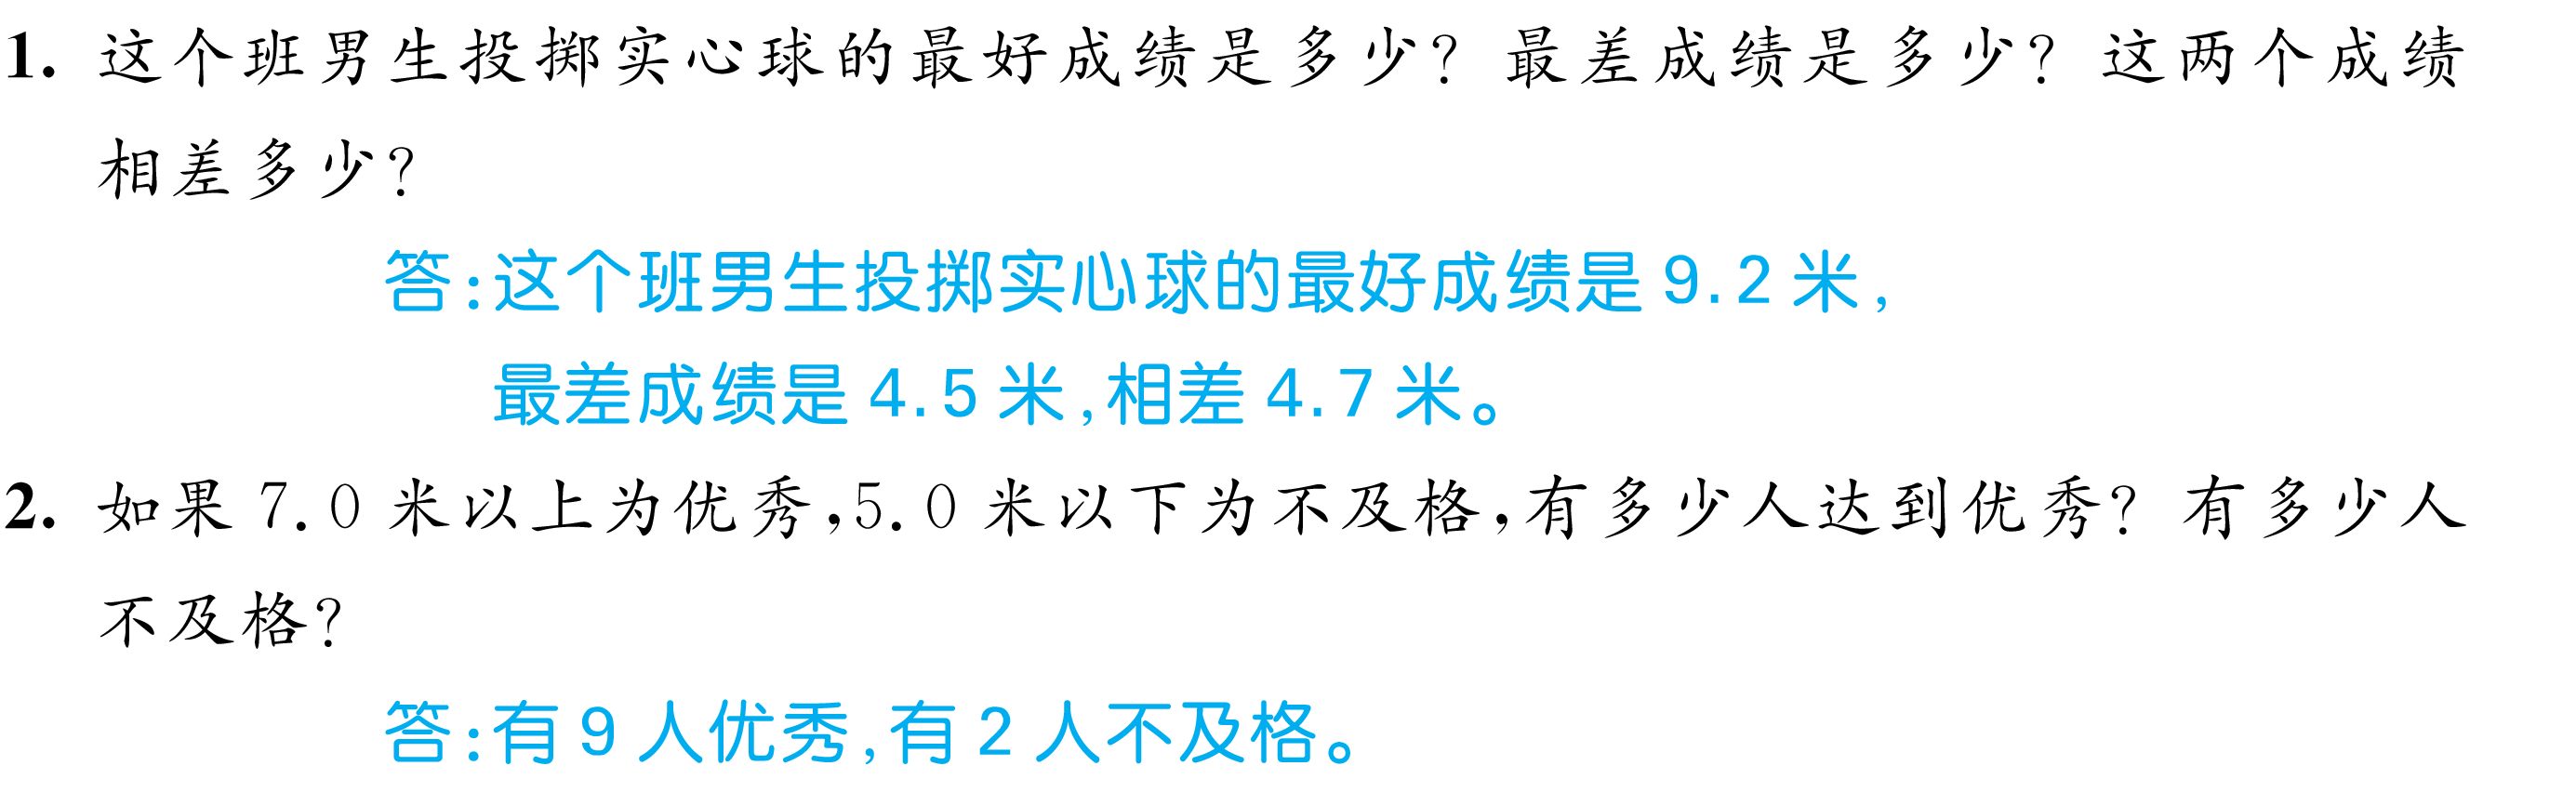 1. 这个班男生投掷实心球的最好成绩是多少？最差成绩是多少？这两个成绩
相差多少？
答：这个班男生投掷实心球的最好成绩是 9.2 米，
最差成绩是 4.5 米，相差 4.7 米。
2. 如果 7.0 米以上为优秀，5.0 米以下为不及格，有多少人达到优秀？有多少人
不及格？
答：有 9 人优秀，有 2 人不及格。